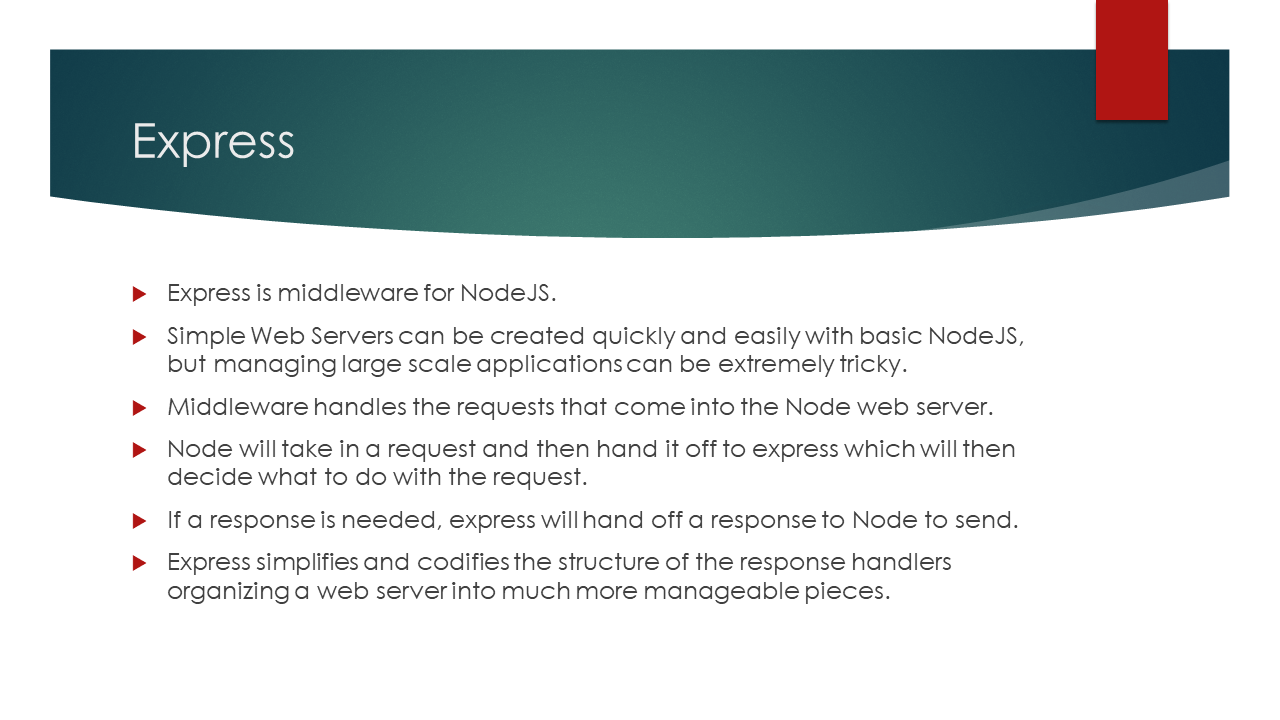 Express
Express is middleware for NodeJS.
Simple Web Servers can be created quickly and easily with basic NodeJS,
but managing large scale applications can be extremely tricky.
Middleware handles the requests that come into the Node web server.
Node will take in a request and then hand it off to express which will then
decide what to do with the request.
If a response is needed, express will hand off a response to Node to send.
Express simplifies and codifies the structure of the response handlers
organizing a web server into much more manageable pieces.